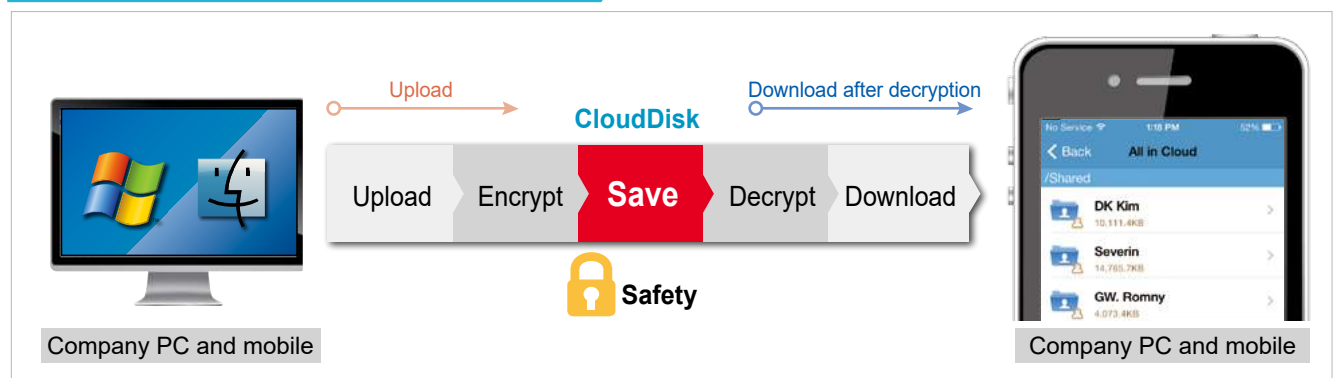 Upload
Download after decryption
CloudDisk
Upload
Encrypt
Save
Decrypt
Download
Safety
Company PC and mobile
No Service 1:18 PM 52%
Back All in Cloud
/Shared
DK Kim
10,111.4KB
Severin
14,765.7KB
GW. Romny
4,073.4KB
Company PC and mobile